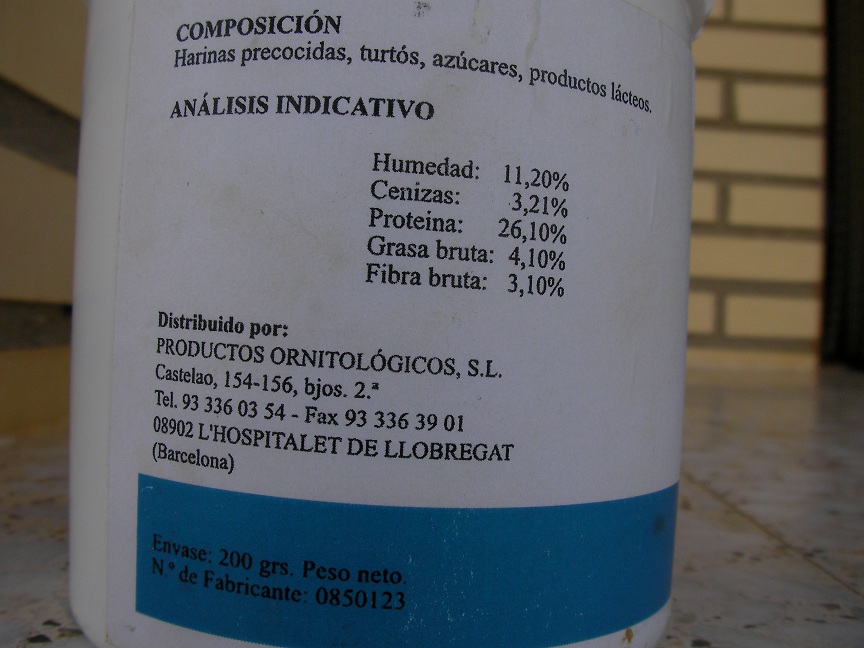 COMPOSICIÓN
Harinas precocidas, turtós, azúcares, productos lácteos.
ANÁLISIS INDICATIVO
Humedad: 11,20%
Cenizas: 3,21%
Proteina: 26,10%
Grasa bruta: 4,10%
Fibra bruta: 3,10%
Distribuido por:
PRODUCTOS ORNITOLÓGICOS, S.L.
Castelao, 154-156, bjos. 2.ª
Tel. 93 336 03 54 - Fax 93 336 39 01
08902 L'HOSPITALET DE LLOBREGAT
(Barcelona)
Envase: 200 grs. Peso neto.
N.º de Fabricante: 0850123